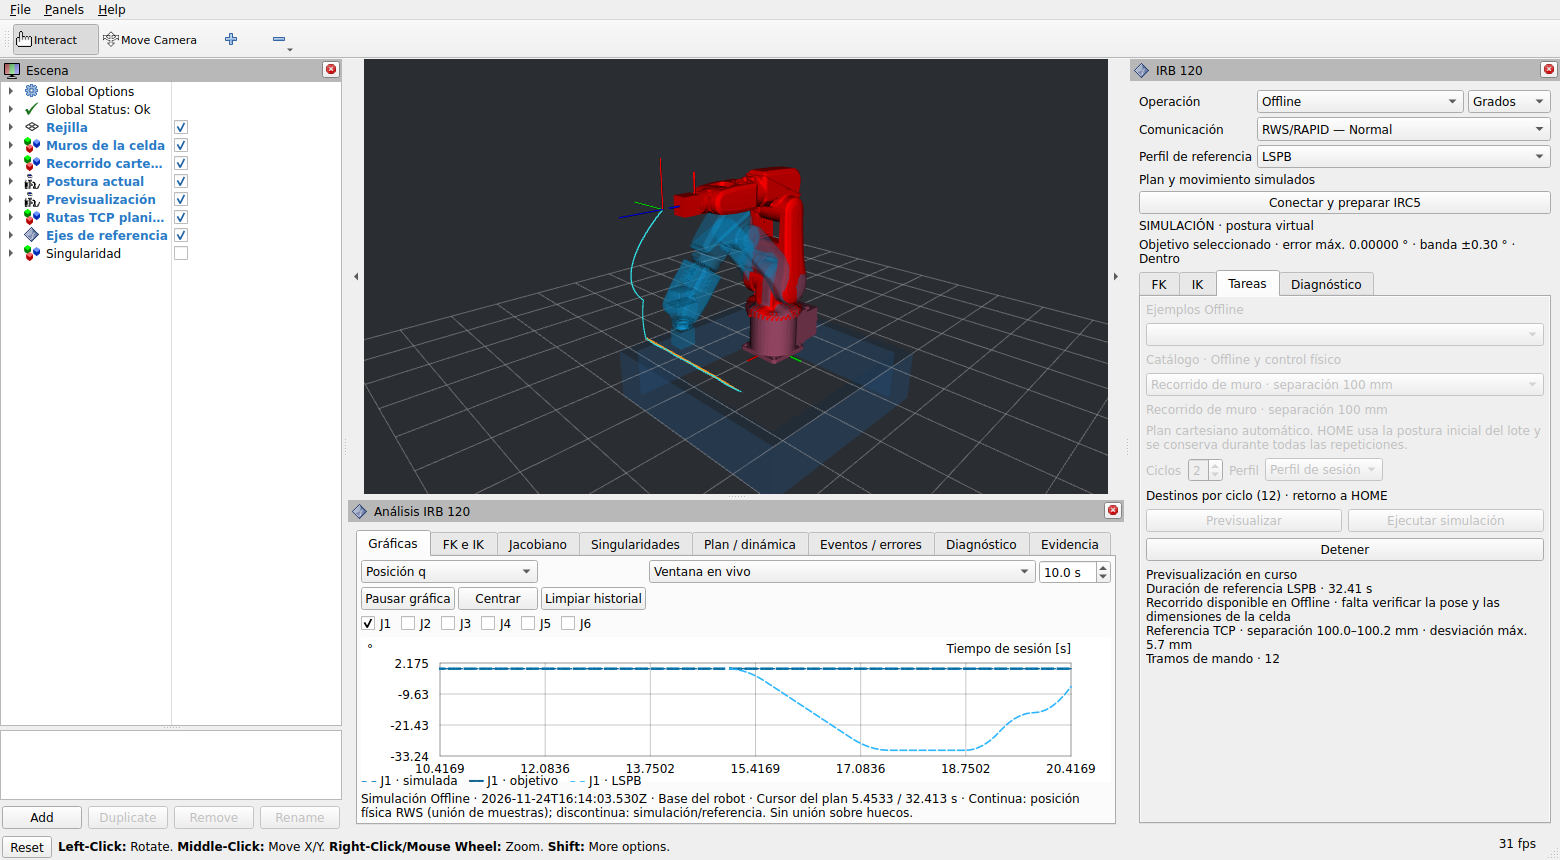 File Panels Help
Interact Move Camera
Escena
Global Options
Global Status: Ok
Rejilla
Muros de la celda
Recorrido carte...
Postura actual
Previsualización
Rutas TCP plani...
Ejes de referencia
Singularidad
Add Duplicate Remove Rename
Reset Left-Click: Rotate. Middle-Click: Move X/Y. Right-Click/Mouse Wheel: Zoom. Shift: More options.
31 fps
Análisis IRB 120
Gráficas FK e IK Jacobiano Singularidades Plan / dinámica Eventos / errores Diagnóstico Evidencia
Posición q Ventana en vivo 10.0 s
Pausar gráfica Centrar Limpiar historial
J1 J2 J3 J4 J5 J6
° Tiempo de sesión [s]
2.175
-9.63
-21.43
-33.24
10.4169 12.0836 13.7502 15.4169 17.0836 18.7502 20.4169
J1 · simulada J1 · objetivo J1 · LSPB
Simulación Offline · 2026-11-24T16:14:03.530Z · Base del robot · Cursor del plan 5.4533 / 32.413 s · Continua: posición
física RWS (unión de muestras); discontinua: simulación/referencia. Sin unión sobre huecos.
IRB 120
Operación Offline Grados
Comunicación RWS/RAPID — Normal
Perfil de referencia LSPB
Plan y movimiento simulados
Conectar y preparar IRC5
SIMULACIÓN · postura virtual
Objetivo seleccionado · error máx. 0.00000 ° · banda ±0.30 ° ·
Dentro
FK IK Tareas Diagnóstico
Ejemplos Offline
Catálogo · Offline y control físico
Recorrido de muro · separación 100 mm
Recorrido de muro · separación 100 mm
Plan cartesiano automático. HOME usa la postura inicial del lote y
se conserva durante todas las repeticiones.
Ciclos 2 Perfil Perfil de sesión
Destinos por ciclo (12) · retorno a HOME
Previsualizar Ejecutar simulación
Detener
Previsualización en curso
Duración de referencia LSPB · 32.41 s
Recorrido disponible en Offline · falta verificar la pose y las
dimensiones de la celda
Referencia TCP · separación 100.0–100.2 mm · desviación máx.
5.7 mm
Tramos de mando · 12